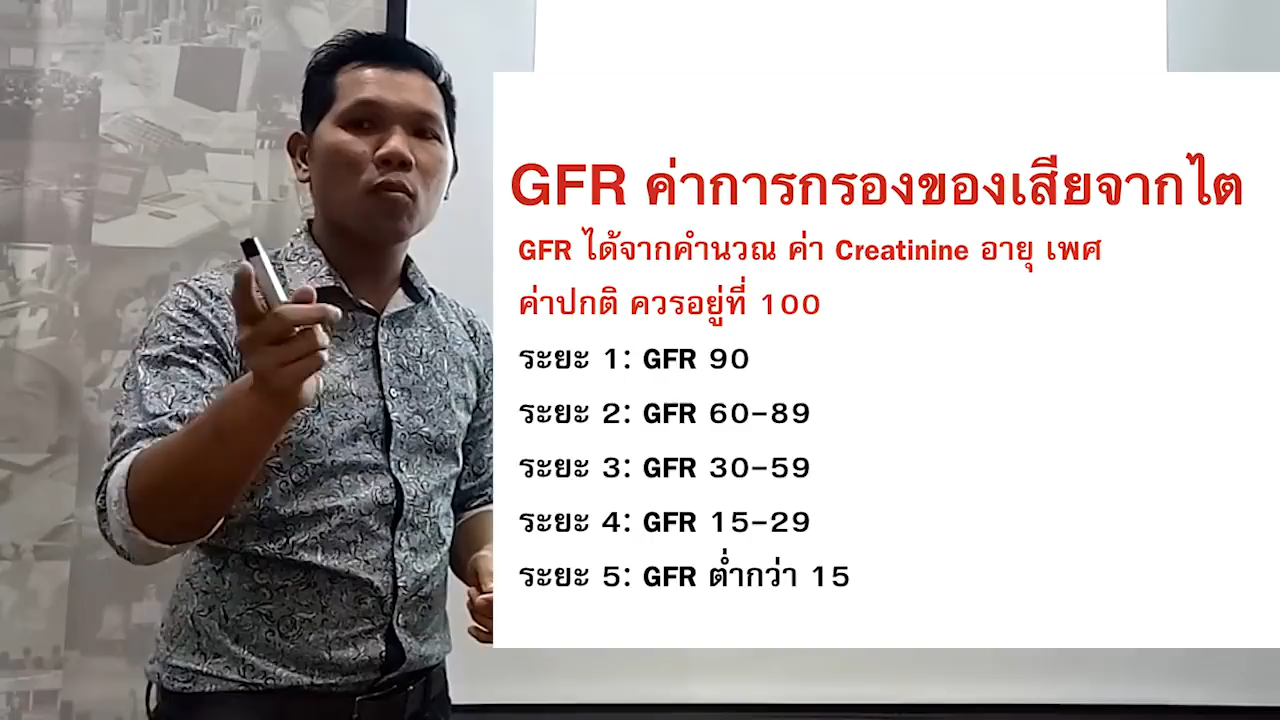 GFR ค่าการกรองของเสียจากไต
GFR ได้จากคำนวณ ค่า Creatinine อายุ เพศ
ค่าปกติ ควรอยู่ที่ 100
ระยะ 1: GFR 90
ระยะ 2: GFR 60-89
ระยะ 3: GFR 30-59
ระยะ 4: GFR 15-29
ระยะ 5: GFR ต่ำกว่า 15